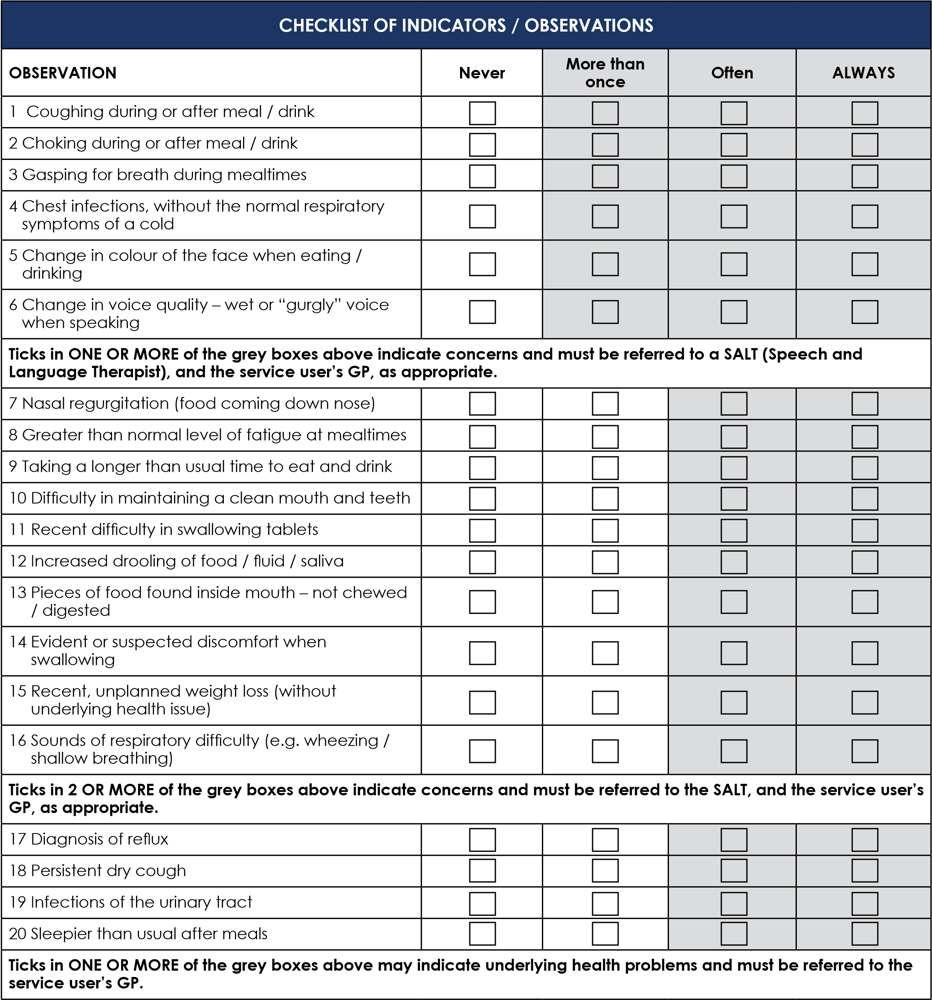 CHECKLIST OF INDICATORS / OBSERVATIONS
OBSERVATION
Never
More than
once
Often
ALWAYS
1 Coughing during or after meal / drink
2 Choking during or after meal / drink
3 Gasping for breath during mealtimes
4 Chest infections, without the normal respiratory
symptoms of a cold
5 Change in colour of the face when eating /
drinking
6 Change in voice quality – wet or “gurgly” voice
when speaking
Ticks in ONE OR MORE of the grey boxes above indicate concerns and must be referred to a SALT (Speech and
Language Therapist), and the service user’s GP, as appropriate.
7 Nasal regurgitation (food coming down nose)
8 Greater than normal level of fatigue at mealtimes
9 Taking a longer than usual time to eat and drink
10 Difficulty in maintaining a clean mouth and teeth
11 Recent difficulty in swallowing tablets
12 Increased drooling of food / fluid / saliva
13 Pieces of food found inside mouth – not chewed
/ digested
14 Evident or suspected discomfort when
swallowing
15 Recent, unplanned weight loss (without
underlying health issue)
16 Sounds of respiratory difficulty (e.g. wheezing /
shallow breathing)
Ticks in 2 OR MORE of the grey boxes above indicate concerns and must be referred to the SALT, and the service user’s
GP, as appropriate.
17 Diagnosis of reflux
18 Persistent dry cough
19 Infections of the urinary tract
20 Sleepier than usual after meals
Ticks in ONE OR MORE of the grey boxes above may indicate underlying health problems and must be referred to the
service user’s GP.